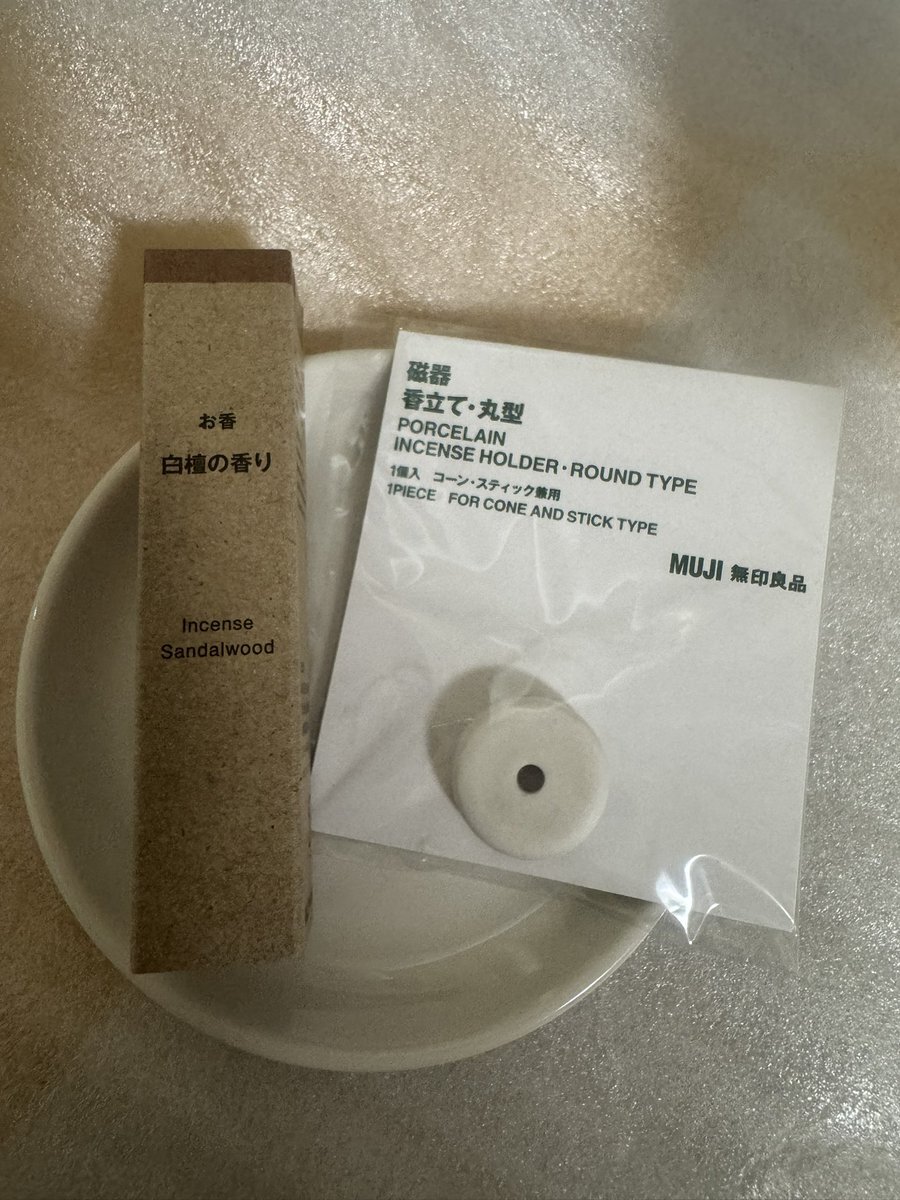 お香
白檀の香り
Incense
Sandalwood
磁器
香立て・丸型
PORCELAIN
INCENSE HOLDER・ROUND TYPE
1個入　コーン・スティック兼用
1PIECE　FOR CONE AND STICK TYPE
MUJI 無印良品